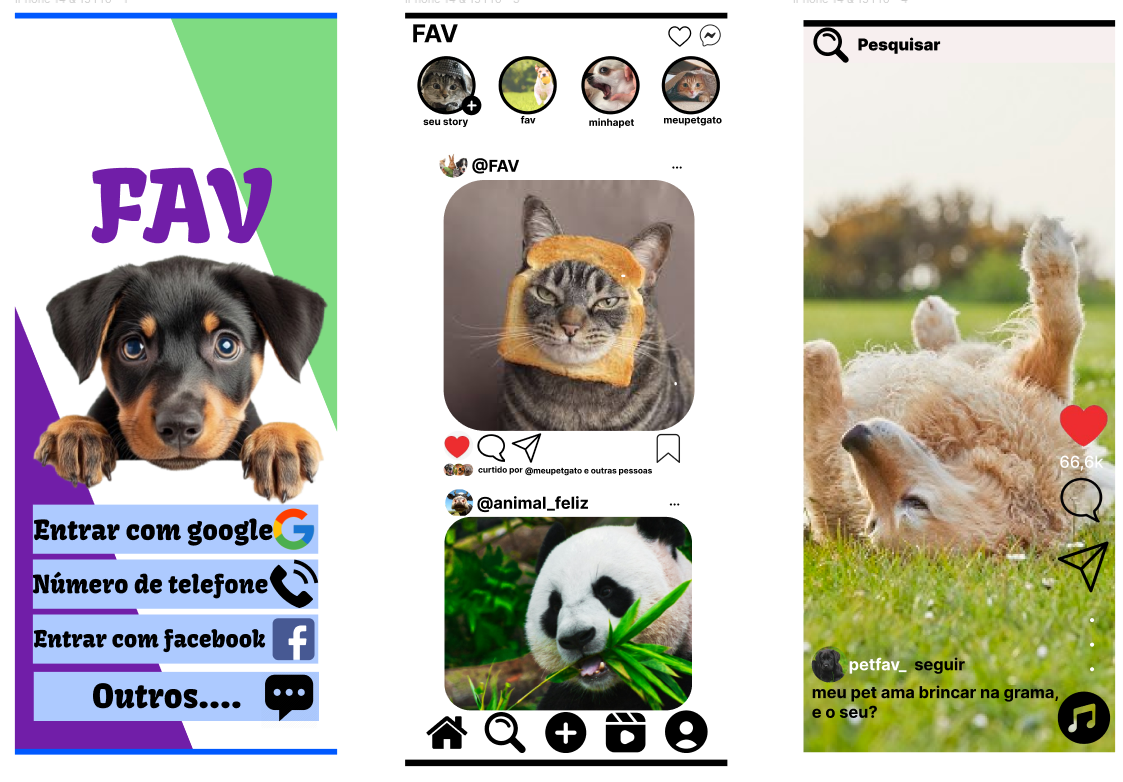 FAV
Entrar com google
Número de telefone
Entrar com facebook
Outros....
FAV
seu story
fav
minhapet
meupetgato
@FAV
curtido por @meupetgato e outras pessoas
@animal_feliz
Pesquisar
66,6k
petfav_ seguir
meu pet ama brincar na grama,
e o seu?